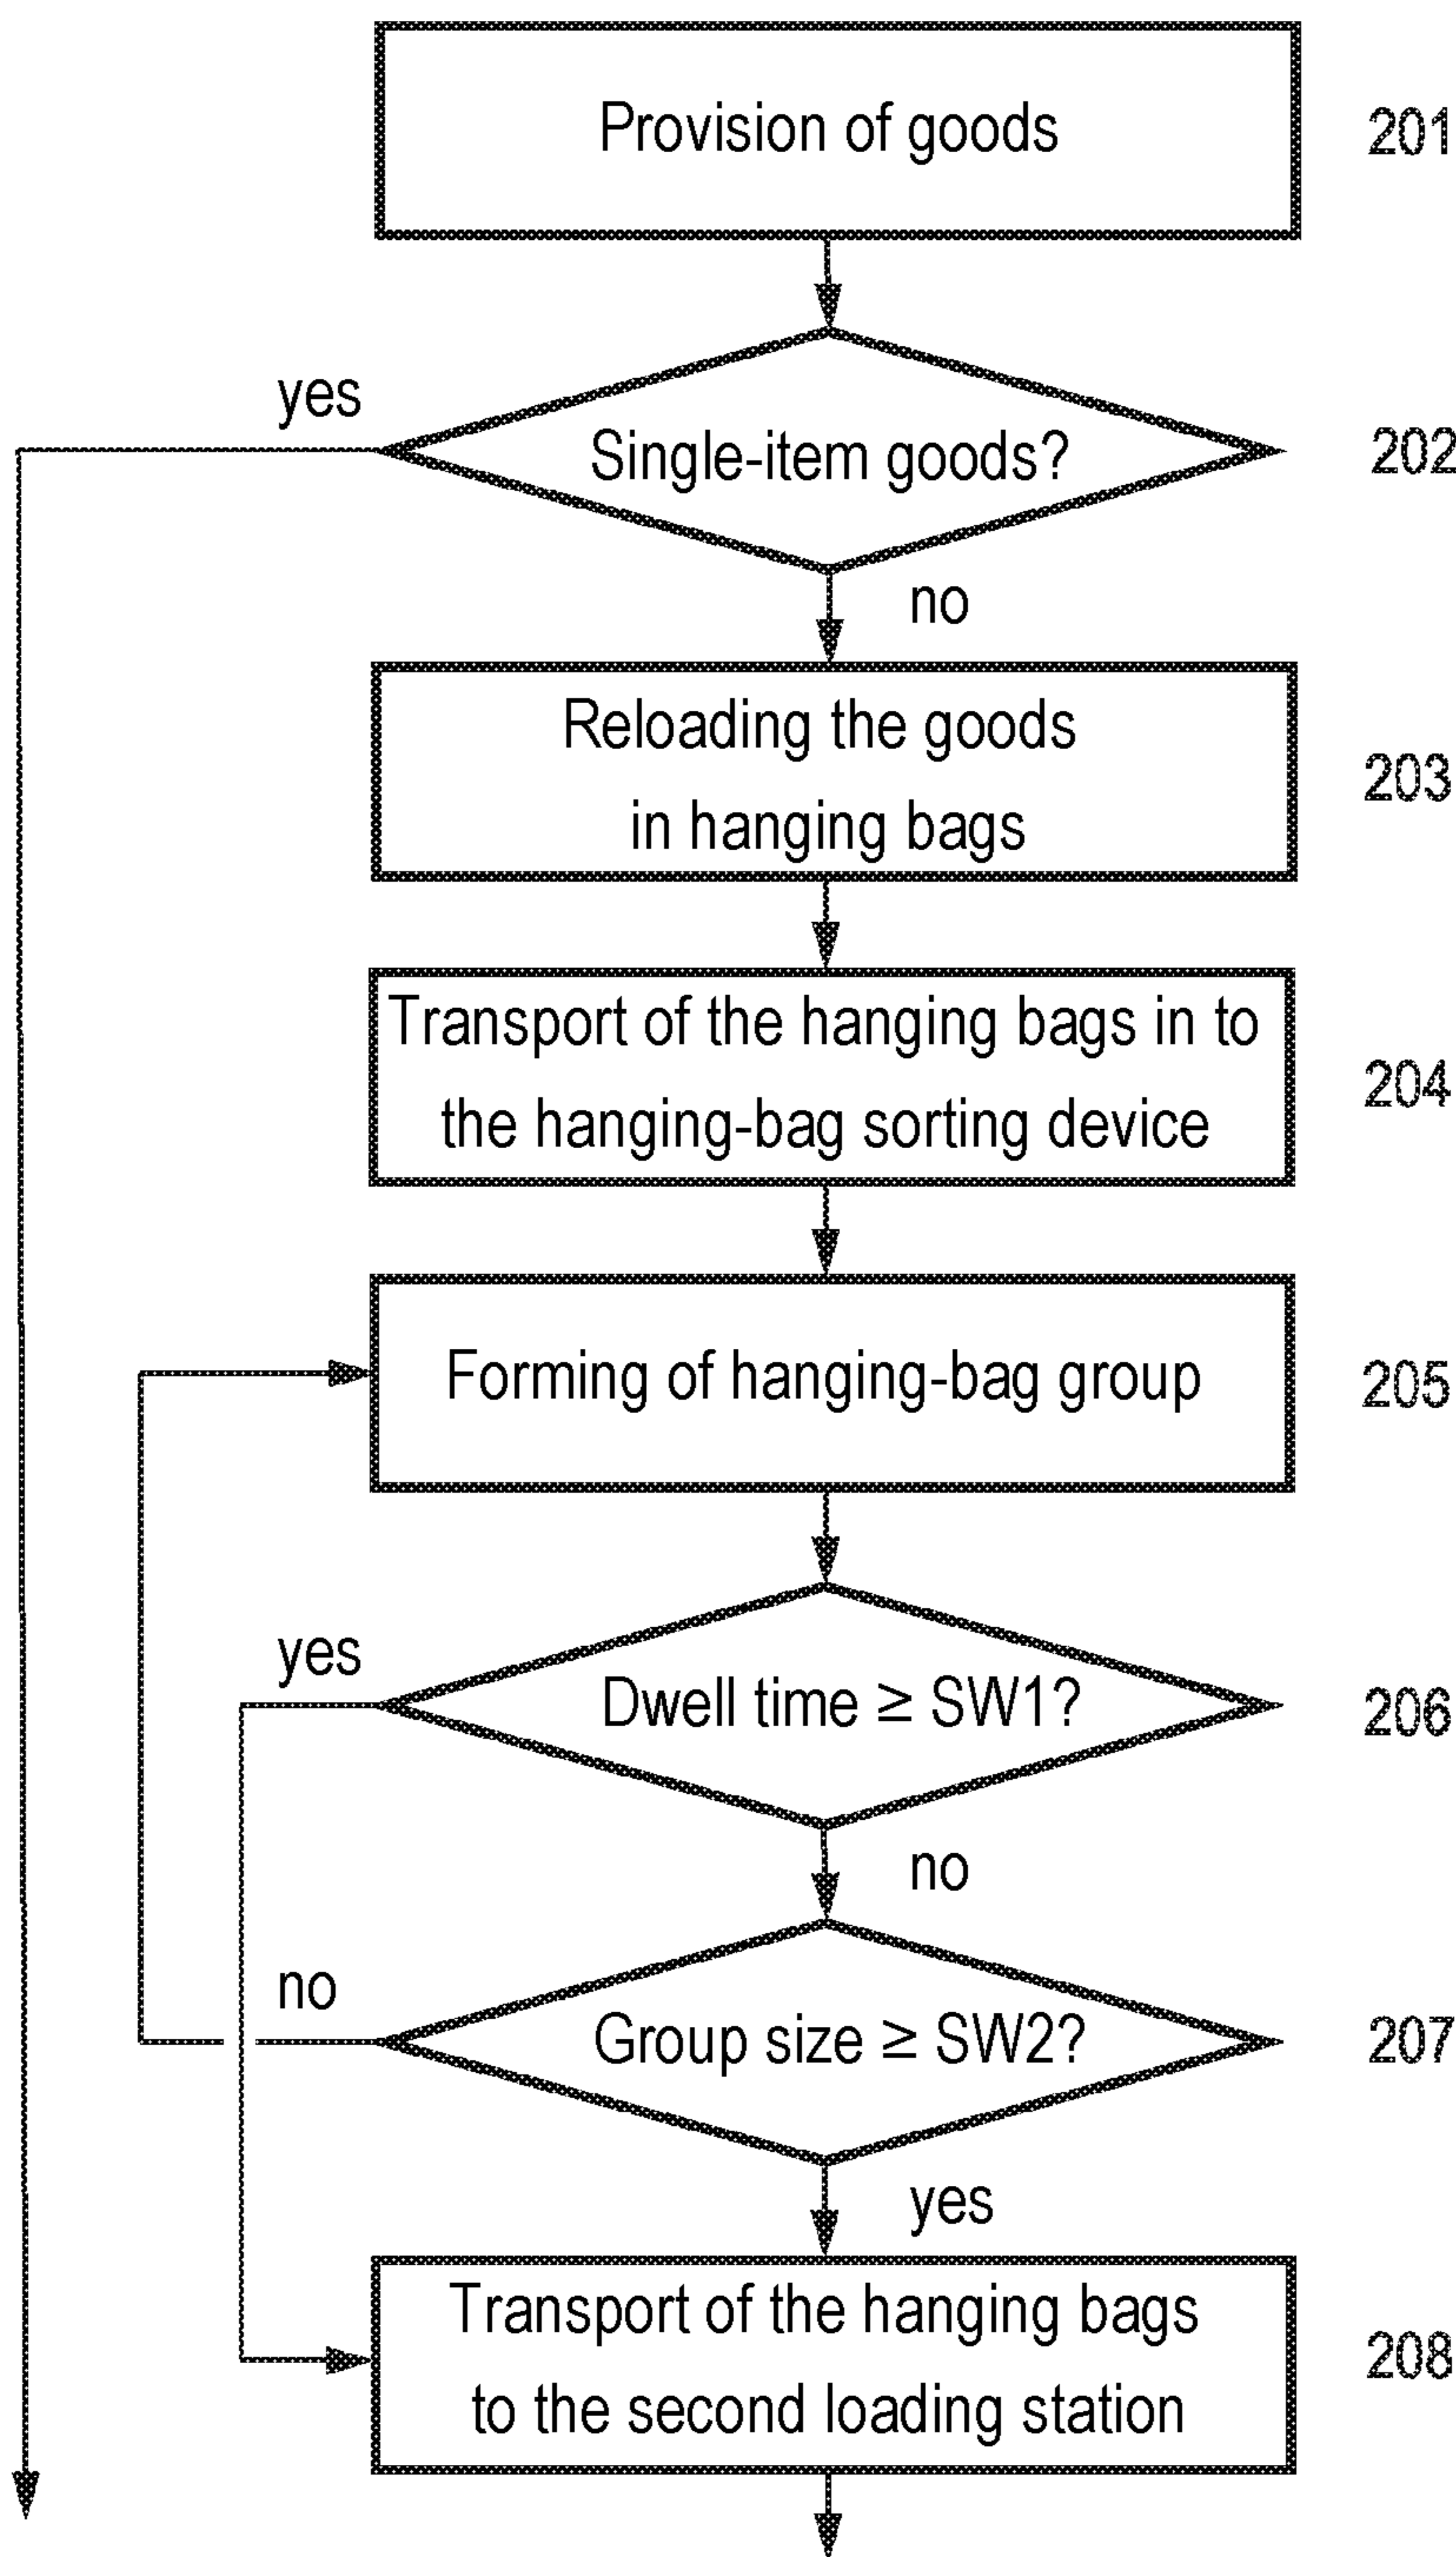 Provision of goods
201
yes
Single-item goods?
202
no
Reloading the goods
in hanging bags
203
Transport of the hanging bags in to
the hanging-bag sorting device
204
Forming of hanging-bag group
205
yes
Dwell time ≥ SW1?
206
no
no
Group size ≥ SW2?
207
yes
Transport of the hanging bags
to the second loading station
208